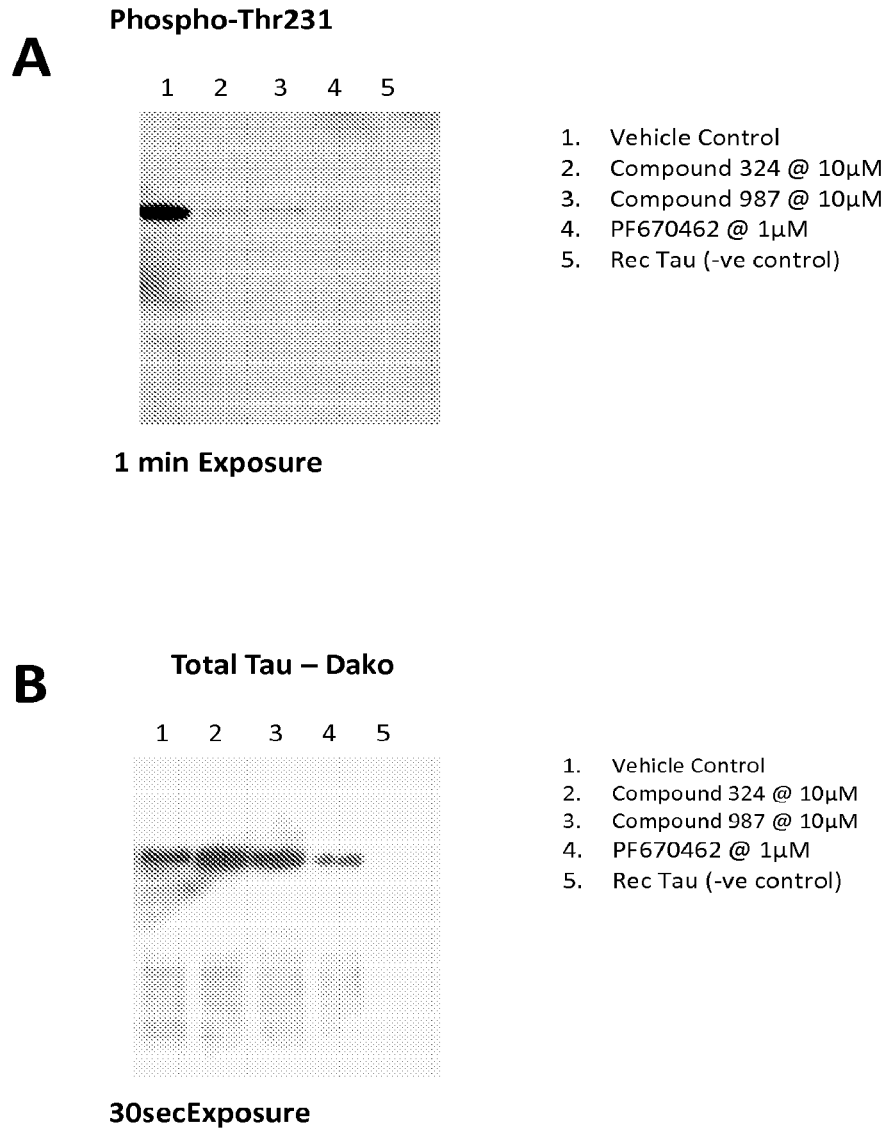 Phospho-Thr231
A
1 2 3 4 5
1. Vehicle Control
2. Compound 324 @ 10µM
3. Compound 987 @ 10µM
4. PF670462 @ 1µM
5. Rec Tau (-ve control)
1 min Exposure
Total Tau – Dako
B
1 2 3 4 5
1. Vehicle Control
2. Compound 324 @ 10µM
3. Compound 987 @ 10µM
4. PF670462 @ 1µM
5. Rec Tau (-ve control)
30secExposure